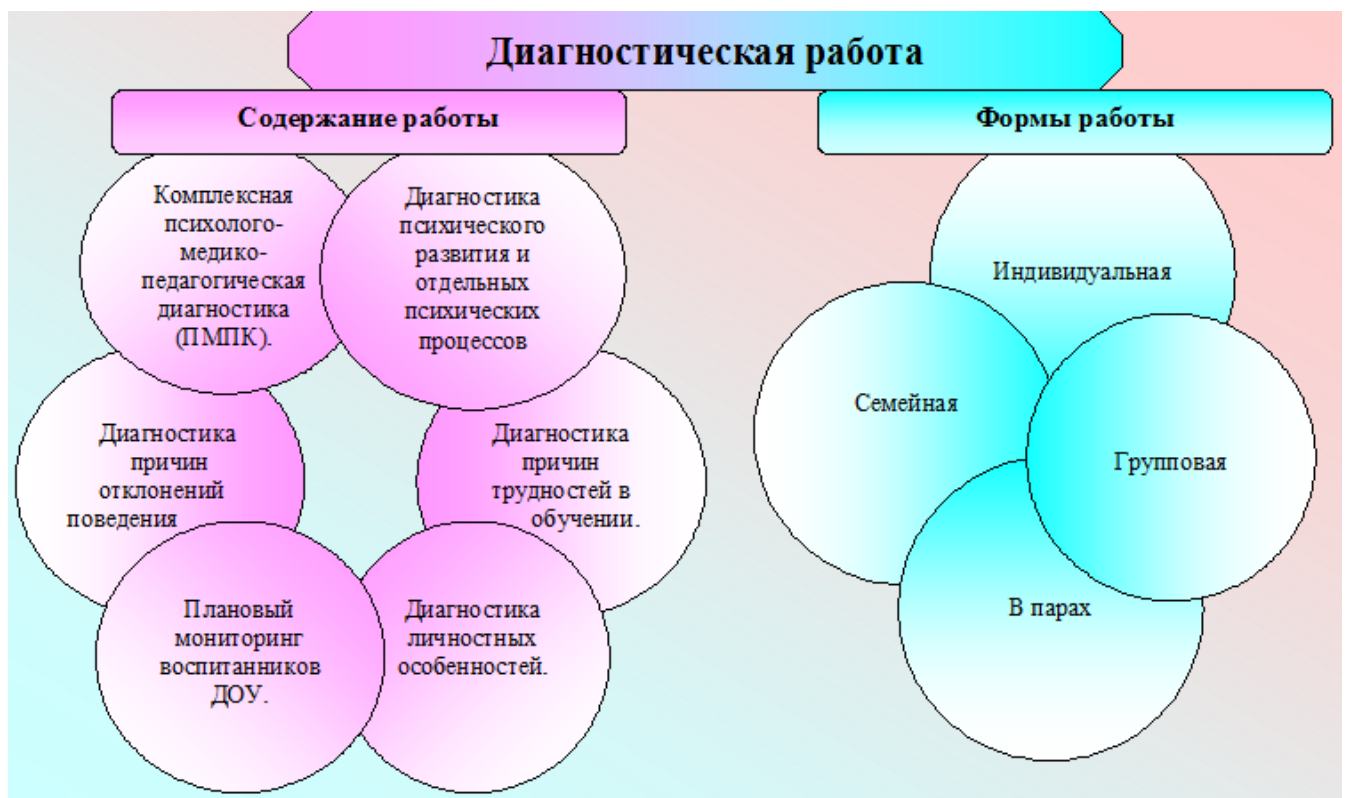 Диагностическая работа
Содержание работы
Комплексная
психолого-
медико-
педагогическая
диагностика
(ПМПК).
Диагностика
психического
развития и
отдельных
психических
процессов
Диагностика
причин
отклонений
поведения
Диагностика
причин
трудностей в
обучении.
Плановый
мониторинг
воспитанников
ДОУ.
Диагностика
личностных
особенностей.
Формы работы
Индивидуальная
Семейная
Групповая
В парах